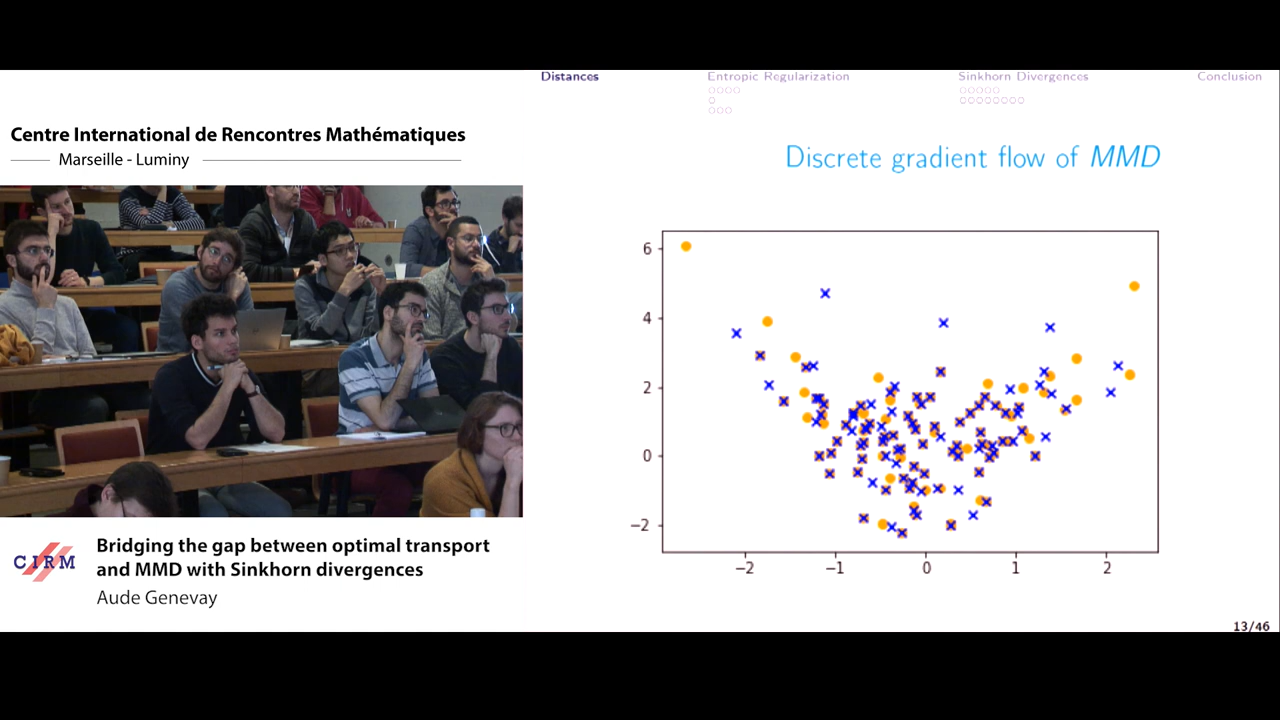 Centre International de Rencontres Mathématiques
Marseille - Luminy
CIRM
Bridging the gap between optimal transport
and MMD with Sinkhorn divergences
Aude Genevay
Distances Entropic Regularization Sinkhorn Divergences Conclusion
Discrete gradient flow of MMD
6
4
2
0
−2
−2 −1 0 1 2
13/46